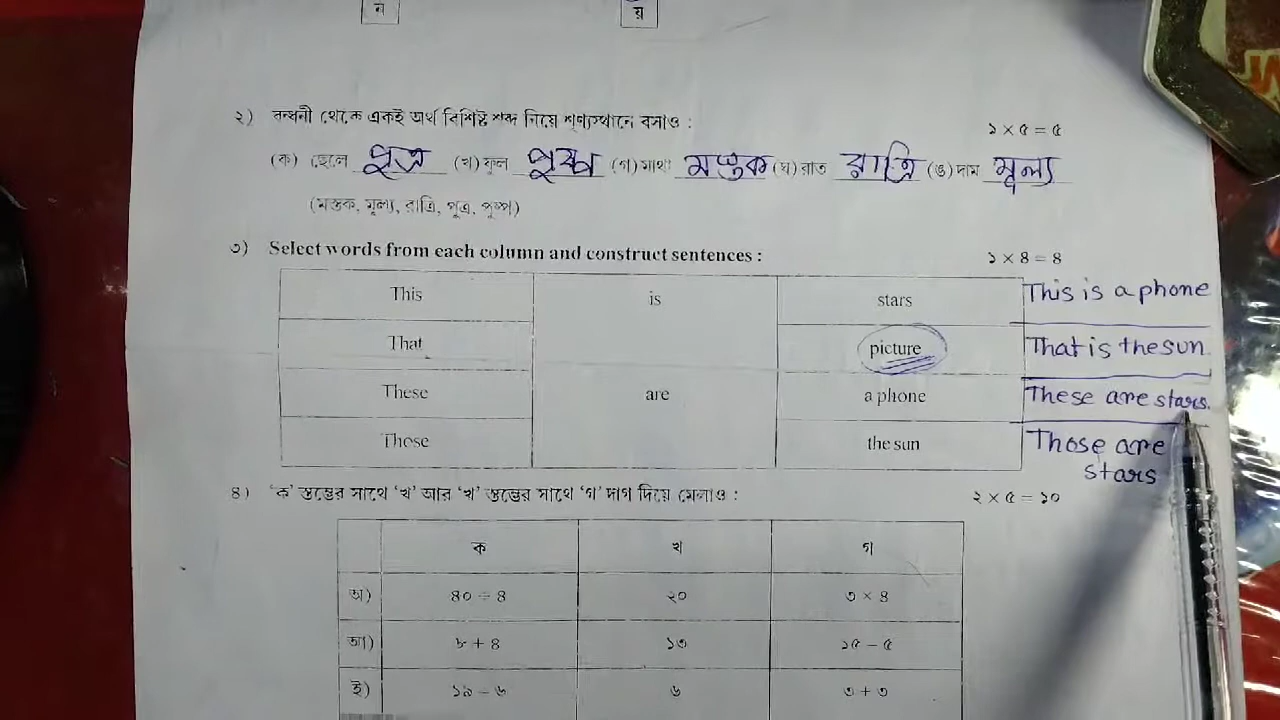 ন য়
২) বন্ধনী থেকে একই অর্থ বিশিষ্ট শব্দ নিয়ে শূণ্যস্থানে বসাও : ১ × ৫ = ৫
(ক) ছেলে পুত্র (খ) ফুল পুষ্প (গ) মাথা মস্তক (ঘ) রাত রাত্রি (ঙ) দাম মূল্য
(মস্তক, মূল্য, রাত্রি, পুত্র, পুষ্প)
৩) Select words from each column and construct sentences : ১ × ৪ = ৪
This is stars This is a phone
That picture That is the sun
These are a phone These are stars.
Those the sun Those are
stars
৪) ‘ক’ স্তম্ভের সাথে ‘খ’ আর ‘খ’ স্তম্ভের সাথে ‘গ’ দাগ দিয়ে মেলাও : ২ × ৫ = ১০
ক খ গ
অ) ৪০ ÷ ৪ ২০ ৩ × ৪
আ) ৮ + ৪ ১৩ ১৫ – ৫
ই) ১৯ – ৬ ৬ ৩ + ৩